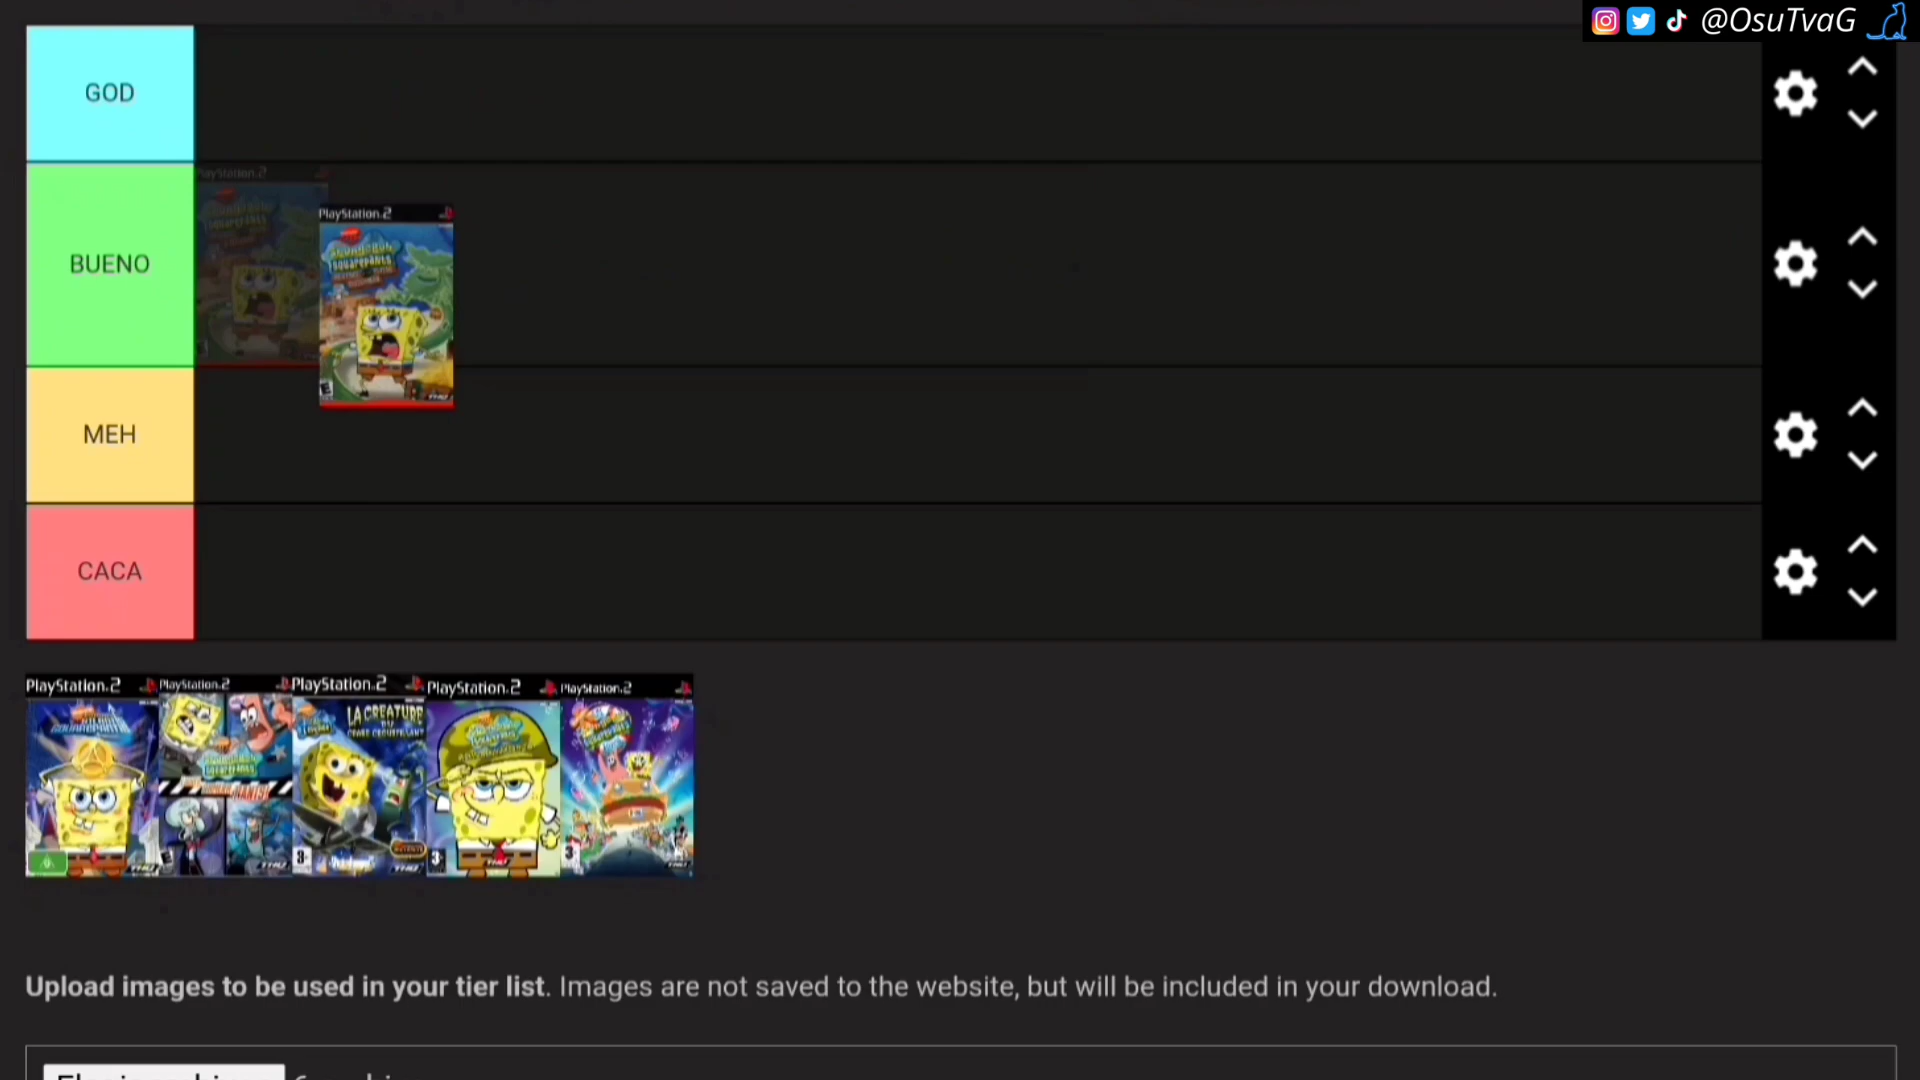 @OsuTvaG
GOD
BUENO
PlayStation.2
PlayStation.2
MEH
CACA
PlayStation.2
PlayStation.2
PlayStation.2
PlayStation.2
PlayStation.2
LA CREATURE
THQ
Upload images to be used in your tier list. Images are not saved to the website, but will be included in your download.